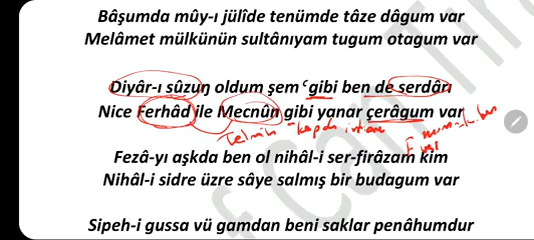 Bâşumda mûy-ı jülîde tenümde tâze dâgum var
Melâmet mülkünün sultânıyam tugum otagum var
Diyâr-ı sûzuŋ oldum şemʿ gibi ben de serdârı
Nice Ferhâd ile Mecnûn gibi yanar çerâgum var
Telmih
Fezâ-yı aşkda ben ol nihâl-i ser-firâzam kim
Nihâl-i sidre üzre sâye salmış bir budagum var
Sipeh-i gussa vü gamdan beni saklar penâhumdur